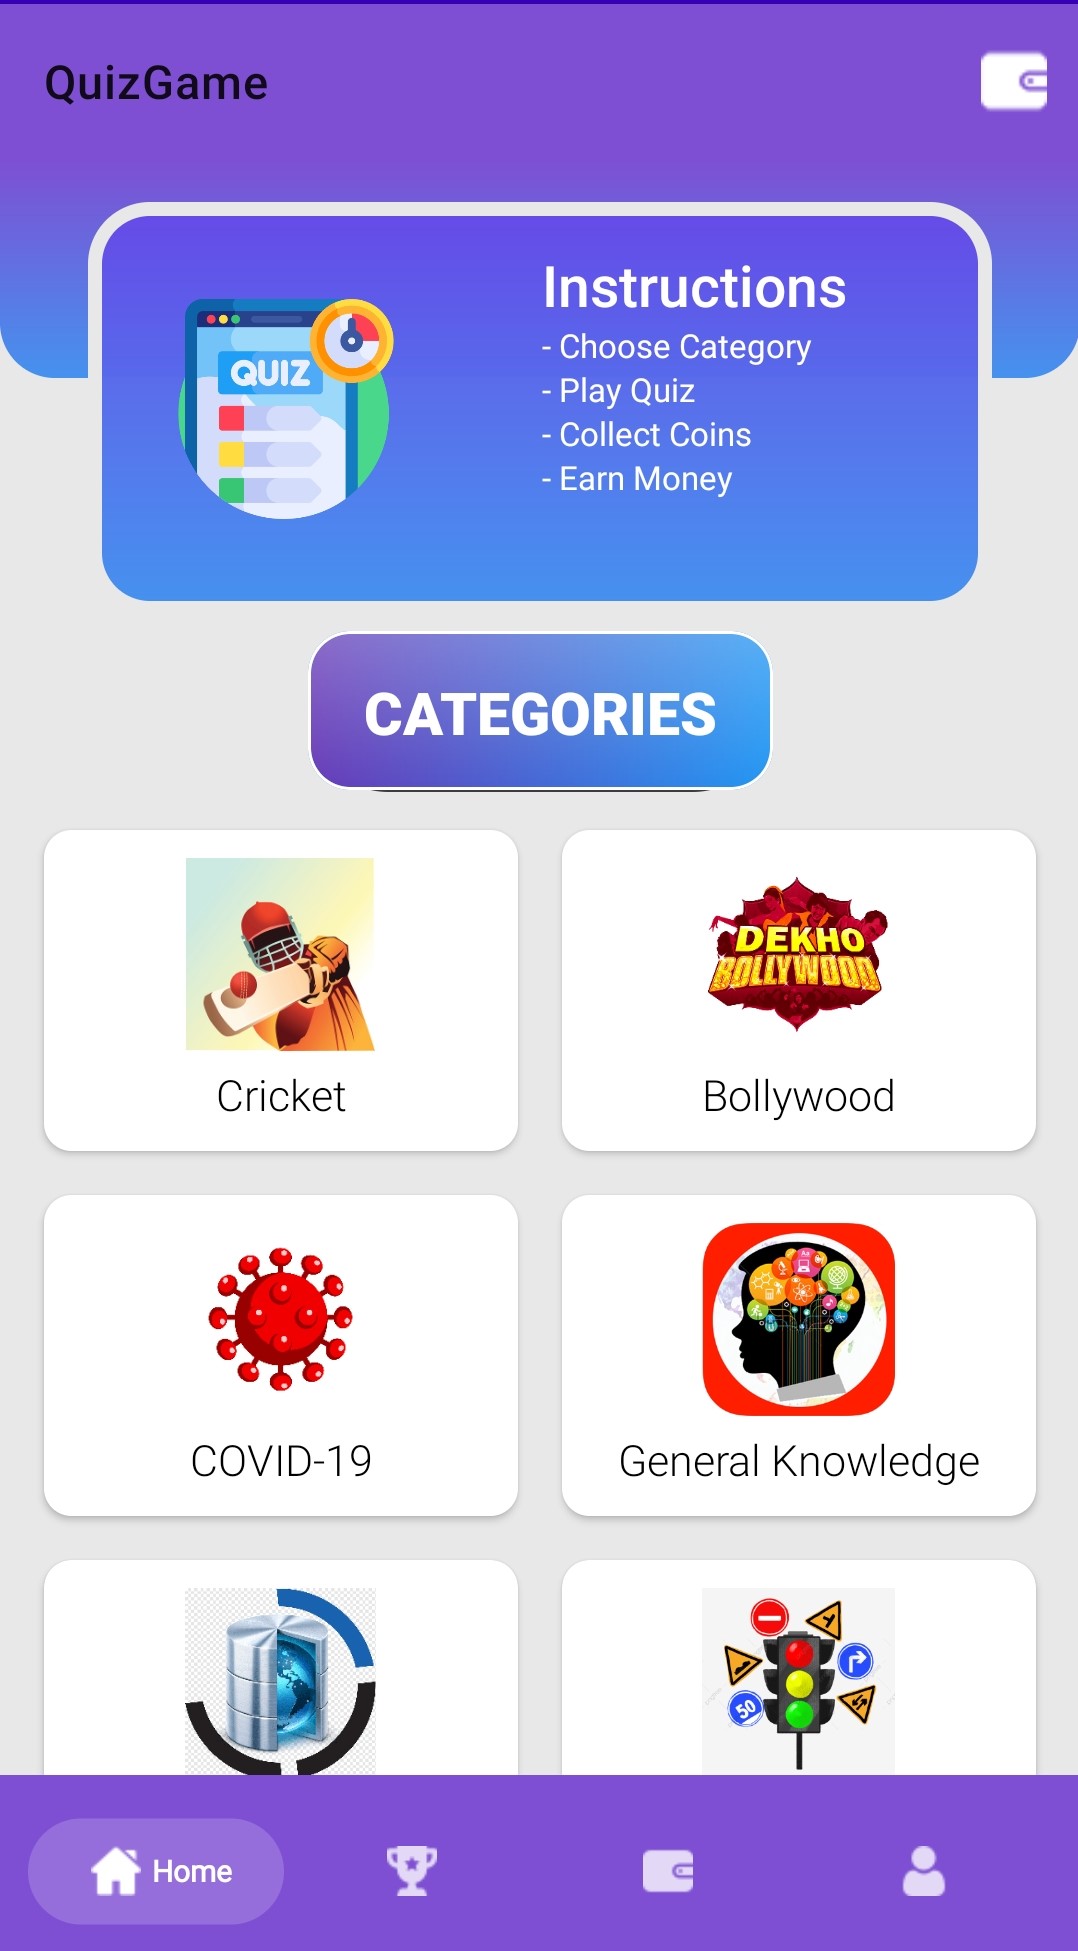 QuizGame
Instructions
- Choose Category
- Play Quiz
- Collect Coins
- Earn Money
QUIZ
CATEGORIES
DEKHO
BOLLYWOOD
Cricket
Bollywood
Aa
COVID-19
General Knowledge
50
Home